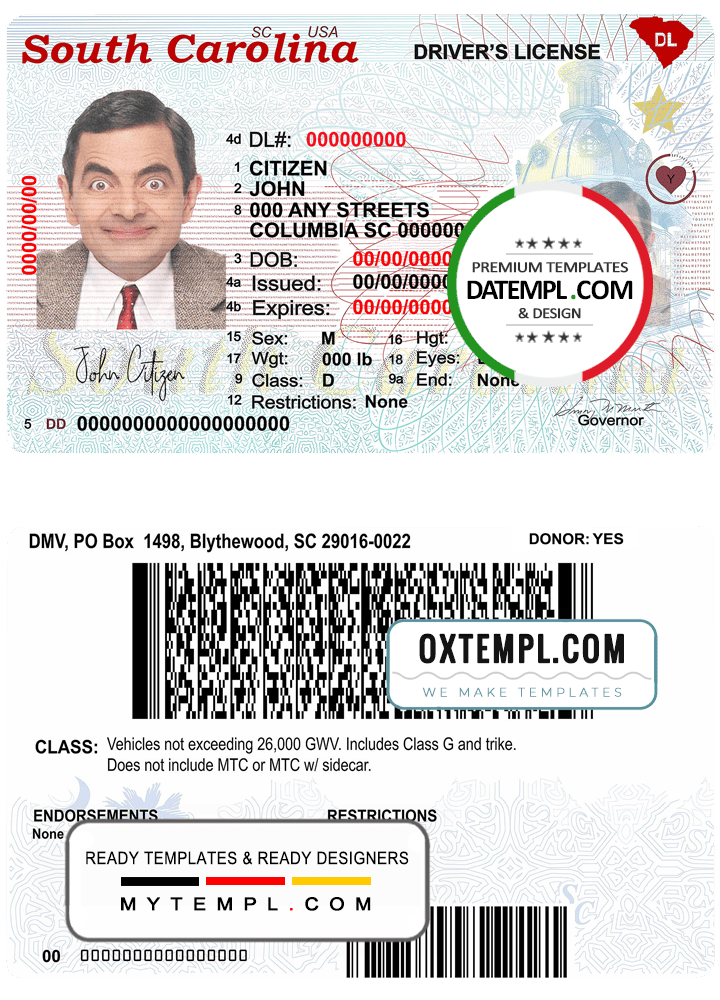 South Carolina
SC USA
DRIVER'S LICENSE
DL
4d DL#: 000000000
1 CITIZEN
2 JOHN
8 000 ANY STREETS
COLUMBIA SC 000000
3 DOB: 00/00/0000
4a Issued: 00/00/0000
4b Expires: 00/00/0000
0000/00/00
Y
PREMIUM TEMPLATES
DATEMPL.COM
& DESIGN
15 Sex: M 16 Hgt:
17 Wgt: 000 lb 18 Eyes:
9 Class: D 9a End: None
12 Restrictions: None
John Citizen
5 DD 00000000000000000000
Governor
DMV, PO Box 1498, Blythewood, SC 29016-0022
DONOR: YES
OXTEMPL.COM
WE MAKE TEMPLATES
CLASS: Vehicles not exceeding 26,000 GWV. Includes Class G and trike.
Does not include MTC or MTC w/ sidecar.
ENDORSEMENTS RESTRICTIONS
None
READY TEMPLATES & READY DESIGNERS
MYTEMPL.COM
SC
00 0000000000000000